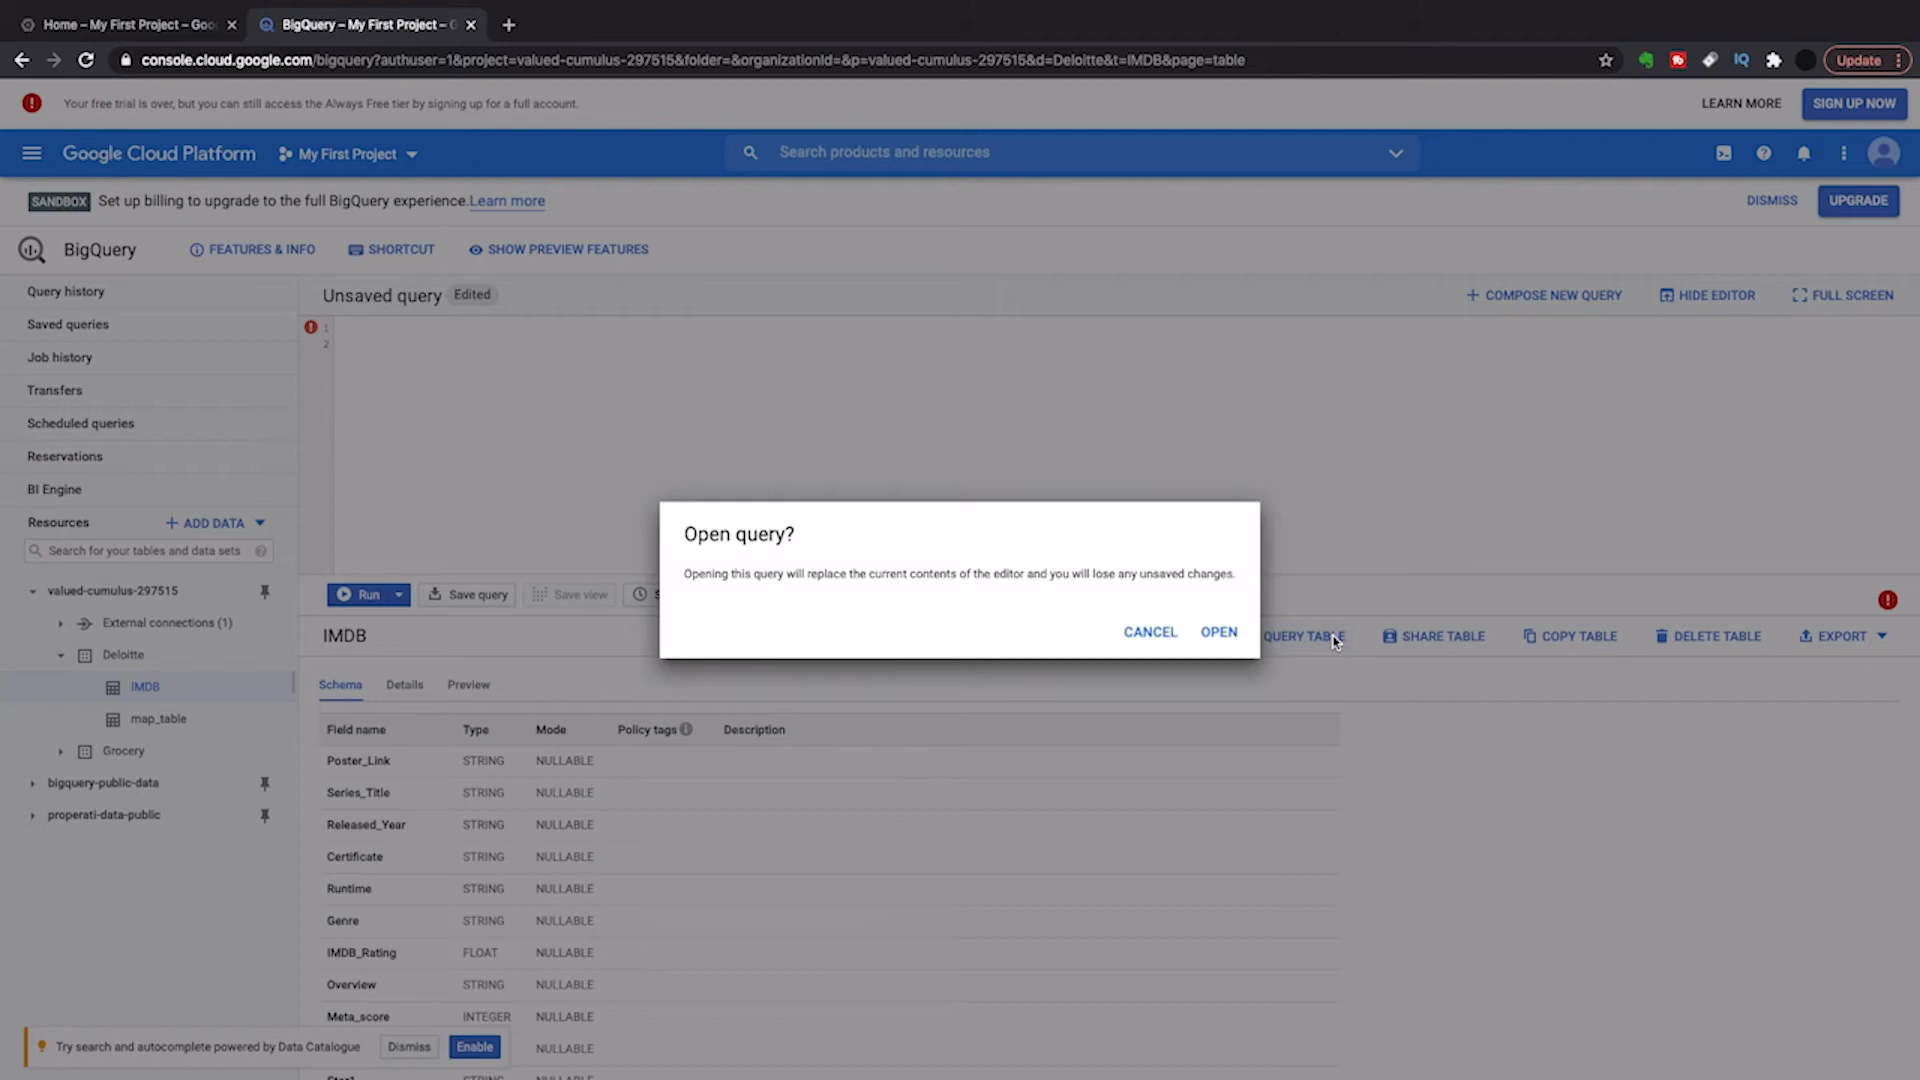 Home – My First Project – Goo
BigQuery – My First Project – G
console.cloud.google.com/bigquery?authuser=1&project=valued-cumulus-297515&folder=&organizationId=&p=valued-cumulus-297515&d=Deloitte&t=IMDB&page=table
IQ
Update
Your free trial is over, but you can still access the Always Free tier by signing up for a full account.
LEARN MORE
SIGN UP NOW
Google Cloud Platform
My First Project
Search products and resources
SANDBOX Set up billing to upgrade to the full BigQuery experience. Learn more
DISMISS
UPGRADE
BigQuery
FEATURES & INFO
SHORTCUT
SHOW PREVIEW FEATURES
Query history
Saved queries
Job history
Transfers
Scheduled queries
Reservations
BI Engine
Resources
+ ADD DATA
Search for your tables and data sets
valued-cumulus-297515
External connections (1)
Deloitte
IMDB
map_table
Grocery
bigquery-public-data
properati-data-public
Unsaved query Edited
+ COMPOSE NEW QUERY
HIDE EDITOR
FULL SCREEN
1
2
Open query?
Opening this query will replace the current contents of the editor and you will lose any unsaved changes.
CANCEL
OPEN
Run
Save query
Save view
S
IMDB
QUERY TABLE
SHARE TABLE
COPY TABLE
DELETE TABLE
EXPORT
Schema
Details
Preview
Field name Type Mode Policy tags Description
Poster_Link STRING NULLABLE
Series_Title STRING NULLABLE
Released_Year STRING NULLABLE
Certificate STRING NULLABLE
Runtime STRING NULLABLE
Genre STRING NULLABLE
IMDB_Rating FLOAT NULLABLE
Overview STRING NULLABLE
Meta_score INTEGER NULLABLE
NULLABLE
Try search and autocomplete powered by Data Catalogue
Dismiss
Enable